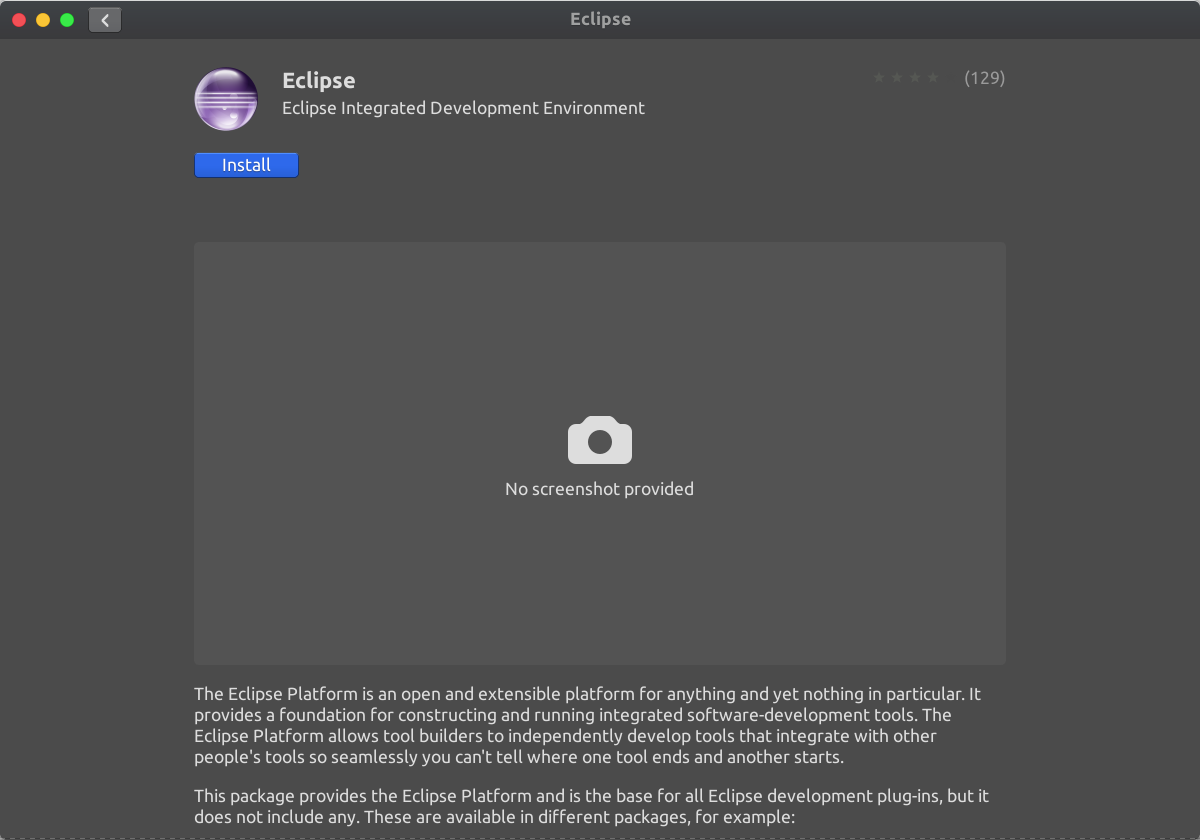 Eclipse
Eclipse
(129)
Eclipse Integrated Development Environment
Install
No screenshot provided
The Eclipse Platform is an open and extensible platform for anything and yet nothing in particular. It
provides a foundation for constructing and running integrated software-development tools. The
Eclipse Platform allows tool builders to independently develop tools that integrate with other
people's tools so seamlessly you can't tell where one tool ends and another starts.
This package provides the Eclipse Platform and is the base for all Eclipse development plug-ins, but it
does not include any. These are available in different packages, for example: